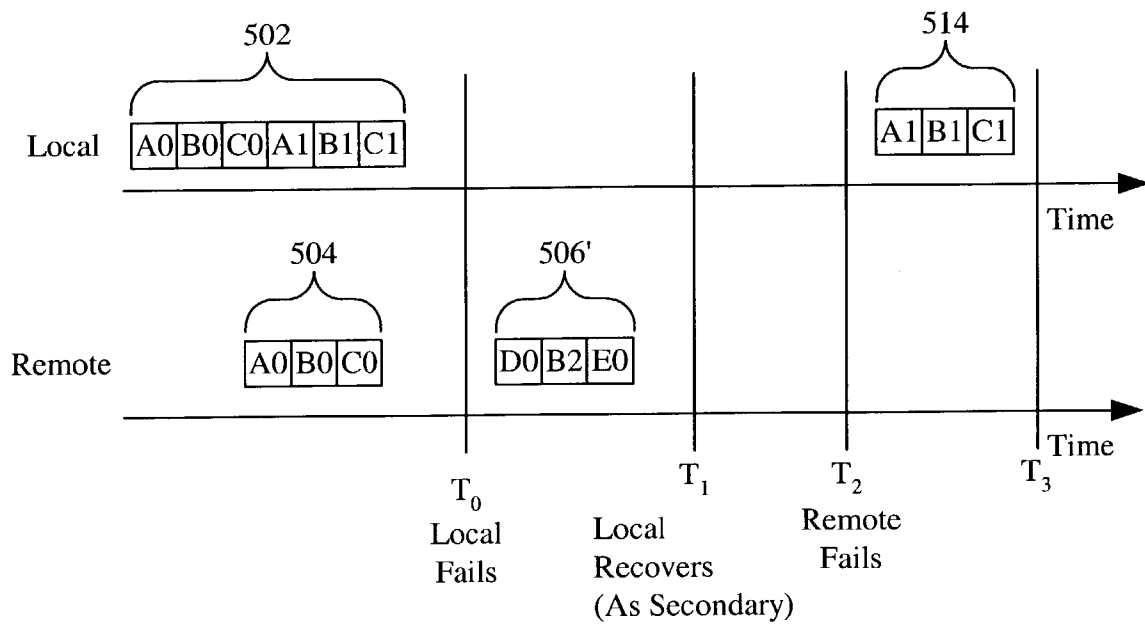 502
514
Local
A0 B0 C0 A1 B1 C1
A1 B1 C1
Time
504
506'
Remote
A0 B0 C0
D0 B2 E0
Time
T0
T1
T2
T3
Local
Fails
Local
Recovers
(As Secondary)
Remote
Fails